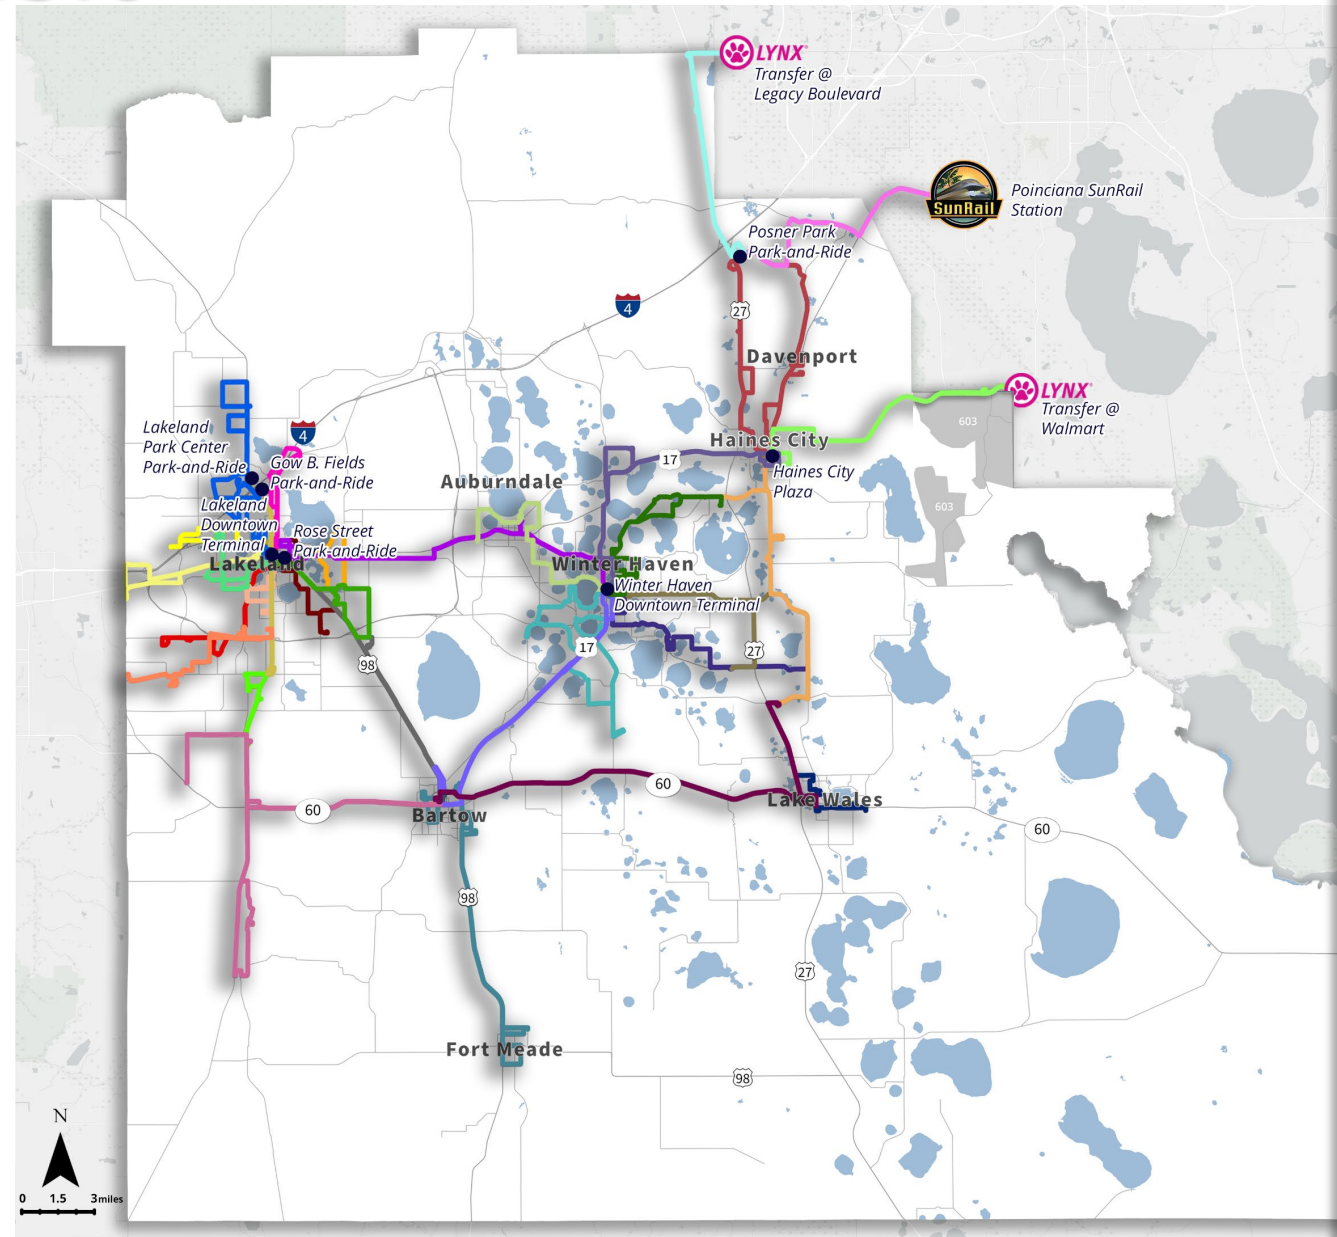 LYNX
Transfer @
Legacy Boulevard
SunRail
Poinciana SunRail
Station
Posner Park
Park-and-Ride
4
27
Davenport
LYNX
Transfer @
Walmart
603
Lakeland
Park Center
Park-and-Ride
4
Haines City
17
Gow B. Fields
Park-and-Ride
Auburndale
Haines City
Plaza
603
Lakeland
Downtown
Terminal
Rose Street
Park-and-Ride
Lakeland
Winter Haven
Winter Haven
Downtown Terminal
17
27
98
60
60
Lake Wales
60
Bartow
98
27
Fort Meade
98
N
0 1.5 3miles